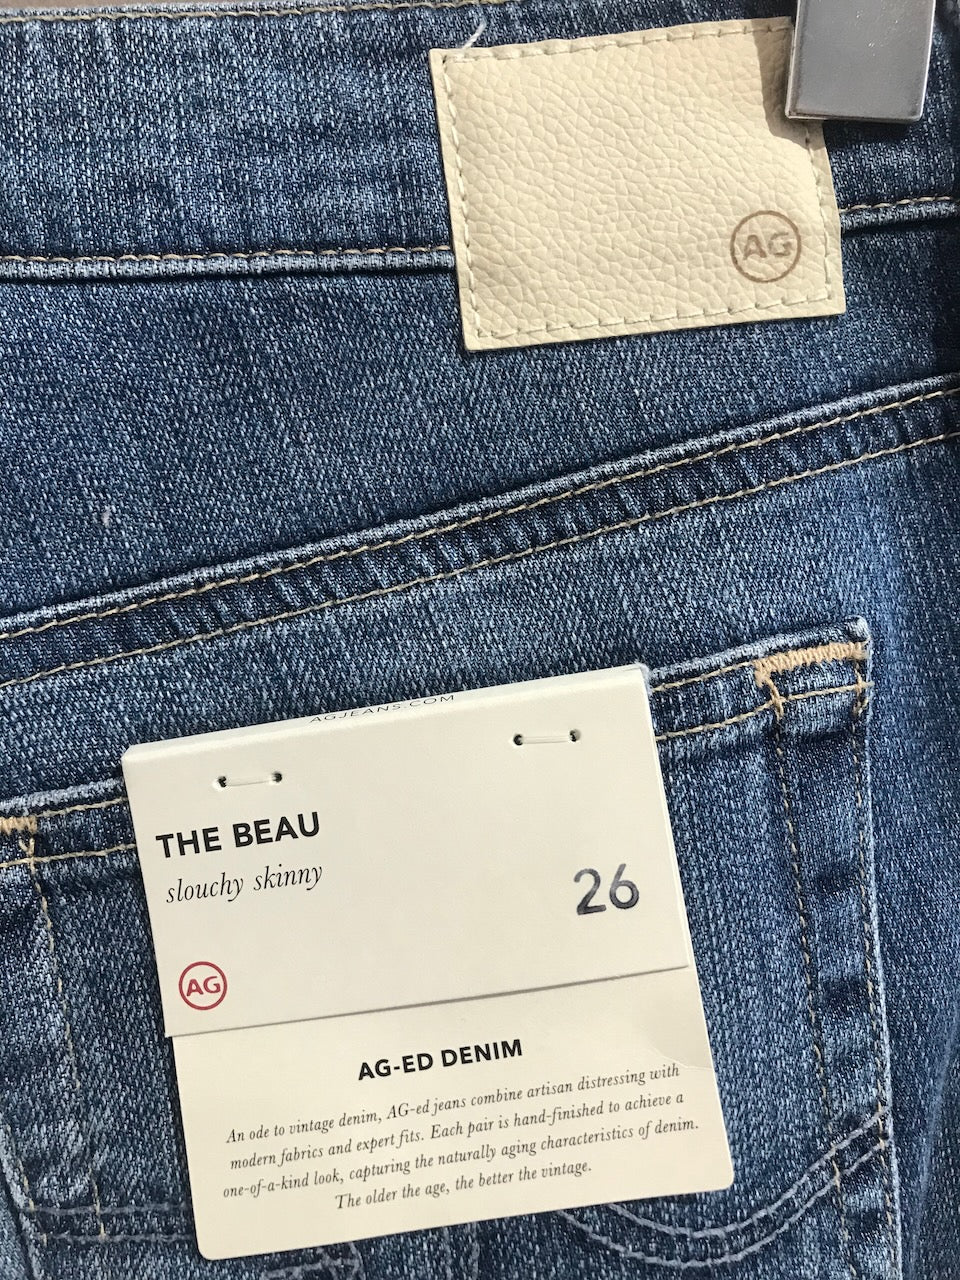 AG
AGJEANS.COM
THE BEAU
slouchy skinny
26
AG
AG-ED DENIM
An ode to vintage denim, AG-ed jeans combine artisan distressing with
modern fabrics and expert fits. Each pair is hand-finished to achieve a
one-of-a-kind look, capturing the naturally aging characteristics of denim.
The older the age, the better the vintage.